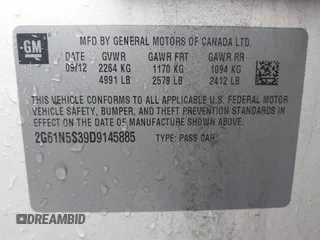 GM
MFD BY GENERAL MOTORS OF CANADA LTD.
DATE GVWR GAWR FRT GAWR RR
09/12 2264 KG 1170 KG 1094 KG
4991 LB 2579 LB 2412 LB
THIS VEHICLE CONFORMS TO ALL APPLICABLE U.S. FEDERAL MOTOR
VEHICLE SAFETY, BUMPER, AND THEFT PREVENTION STANDARDS IN
EFFECT ON THE DATE OF MANUFACTURE SHOWN ABOVE.
2G61N5S39D9145885 TYPE: PASS CAR
DREAMBID